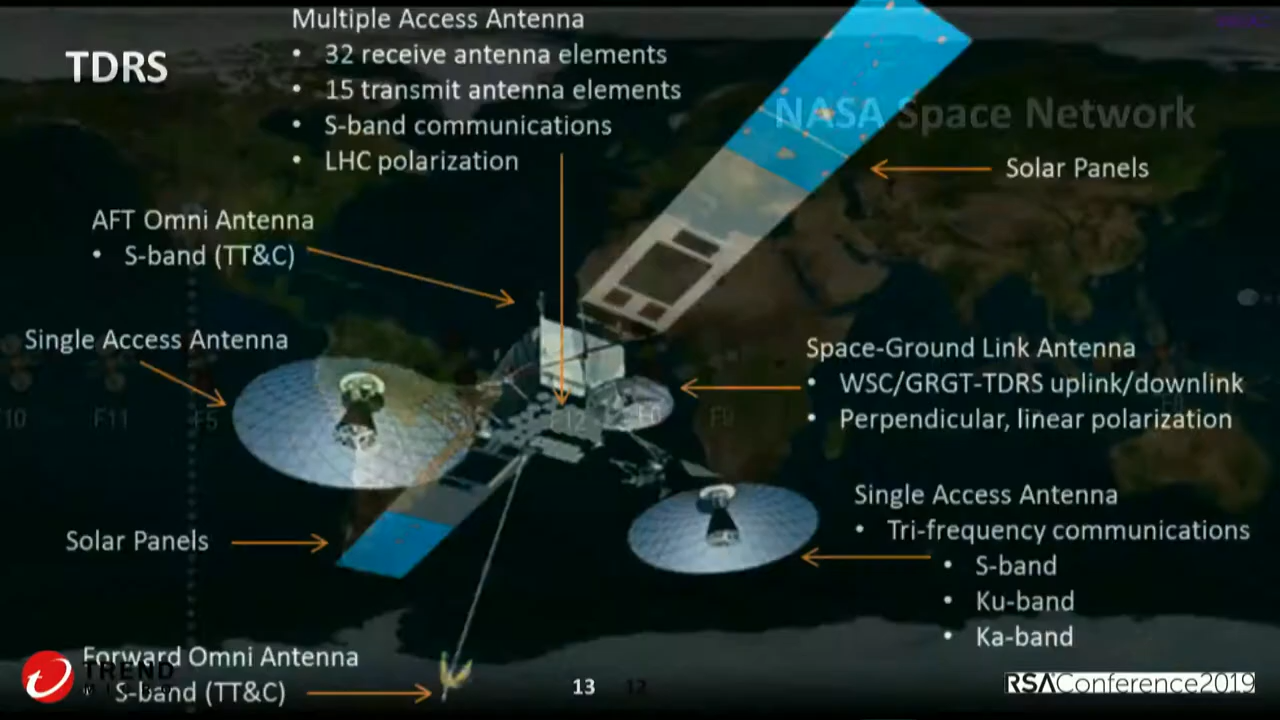 TDRS
Multiple Access Antenna
• 32 receive antenna elements
• 15 transmit antenna elements
• S-band communications
• LHC polarization
NASA Space Network
Solar Panels
AFT Omni Antenna
• S-band (TT&C)
Single Access Antenna
Space-Ground Link Antenna
• WSC/GRGT-TDRS uplink/downlink
• Perpendicular, linear polarization
F10
F11
F5
F12
F6
F9
Single Access Antenna
• Tri-frequency communications
• S-band
• Ku-band
• Ka-band
Solar Panels
Forward Omni Antenna
• S-band (TT&C)
TREND
13
12
RSAConference2019